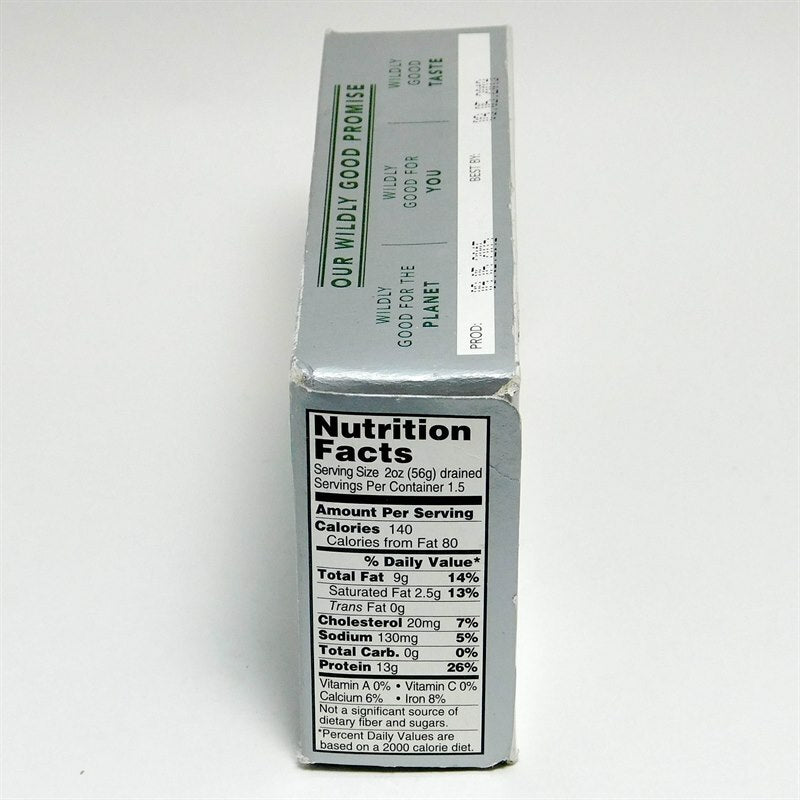 OUR WILDLY GOOD PROMISE
WILDLY
GOOD FOR THE
PLANET
WILDLY
GOOD FOR
YOU
WILDLY
GOOD
TASTE
PROD:
BEST BY:
Nutrition
Facts
Serving Size 2oz (56g) drained
Servings Per Container 1.5
Amount Per Serving
Calories 140
Calories from Fat 80
% Daily Value*
Total Fat 9g 14%
Saturated Fat 2.5g 13%
Trans Fat 0g
Cholesterol 20mg 7%
Sodium 130mg 5%
Total Carb. 0g 0%
Protein 13g 26%
Vitamin A 0% • Vitamin C 0%
Calcium 6% • Iron 8%
Not a significant source of
dietary fiber and sugars.
*Percent Daily Values are
based on a 2000 calorie diet.